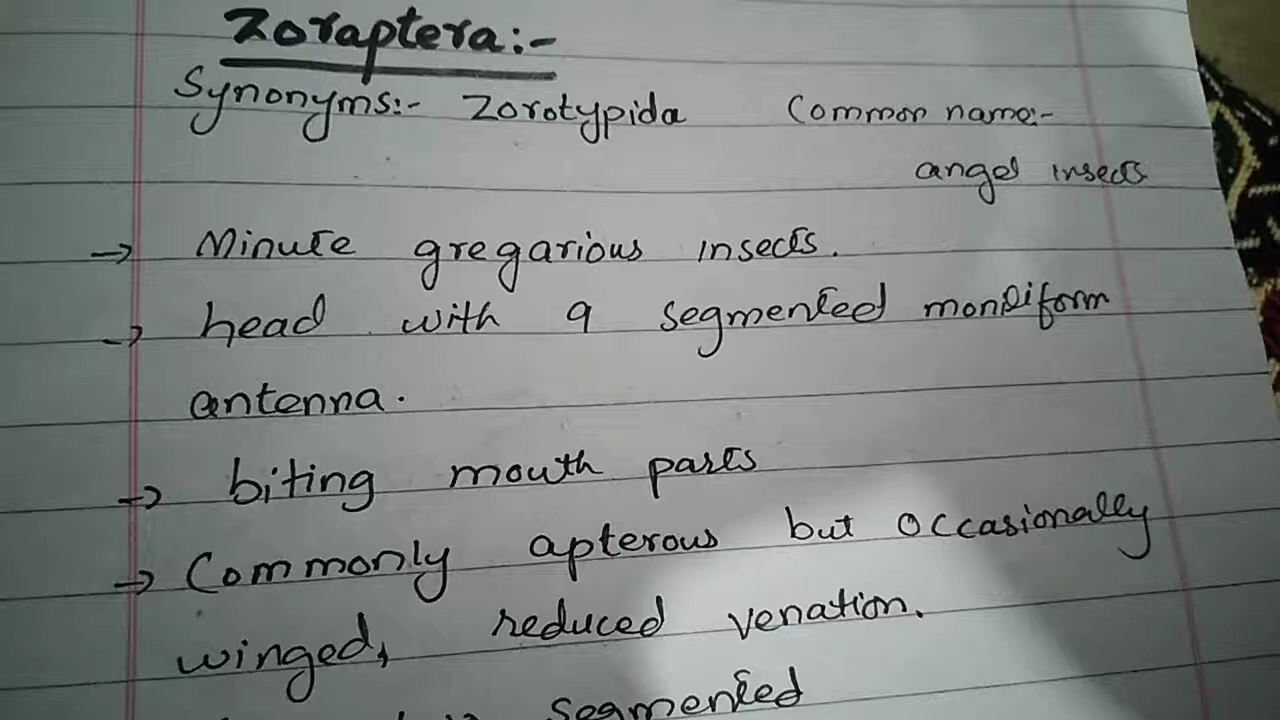 Zoraptera:-
Synonyms:- Zorotypida Common name:-
angel insects
→ Minute gregarious insects.
→ head with 9 segmented moniliform
antenna.
→ biting mouth parts
→ Commonly apterous but occasionally
winged, reduced venation.
segmented